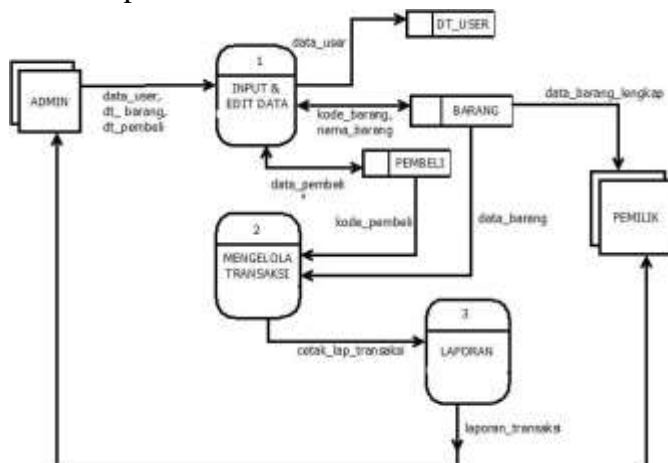 data_user
DT_USER
1
INPUT &
EDIT DATA
ADMIN
data_user,
dt_barang,
dt_pembeli
kode_barang,
nama_barang
BARANG
data_barang_lengkap
data_pembeli
PEMBELI
PEMILIK
kode_pembeli
data_barang
2
MENGELOLA
TRANSAKSI
3
LAPORAN
cetak_lap_transaksi
laporan_transaksi